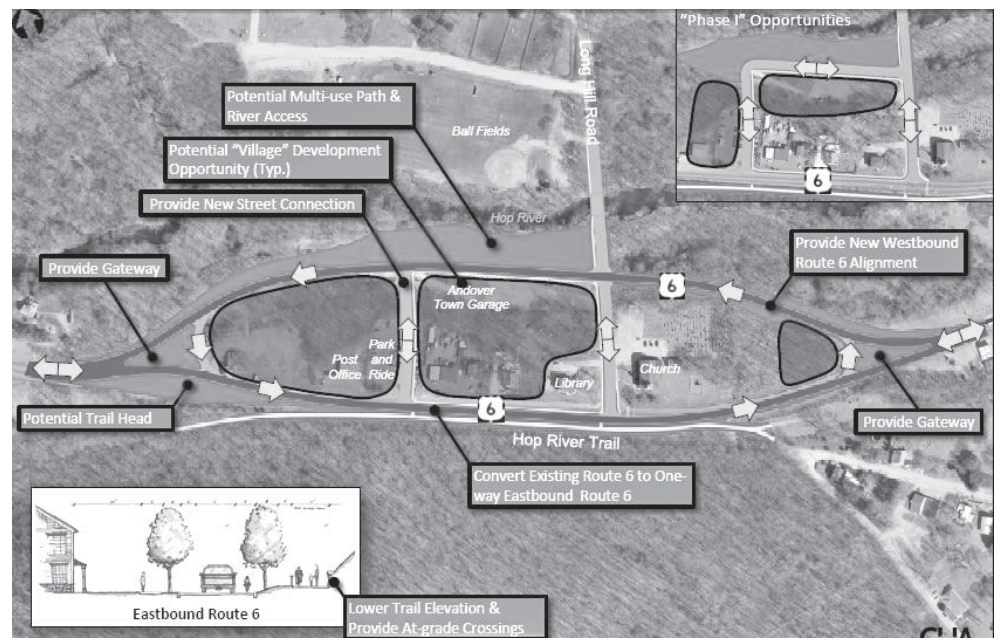 "Phase I" Opportunities
6
Long Hill Road
Potential Multi-use Path &
River Access
Ball Fields
Potential "Village" Development
Opportunity (Typ.)
Provide New Street Connection
Hop River
Provide Gateway
Provide New Westbound
Route 6 Alignment
6
Andover
Town Garage
Park
and
Ride
Post
Office
Library
Church
Potential Trail Head
6
Provide Gateway
Hop River Trail
Convert Existing Route 6 to One-
way Eastbound Route 6
Eastbound Route 6
Lower Trail Elevation &
Provide At-grade Crossings